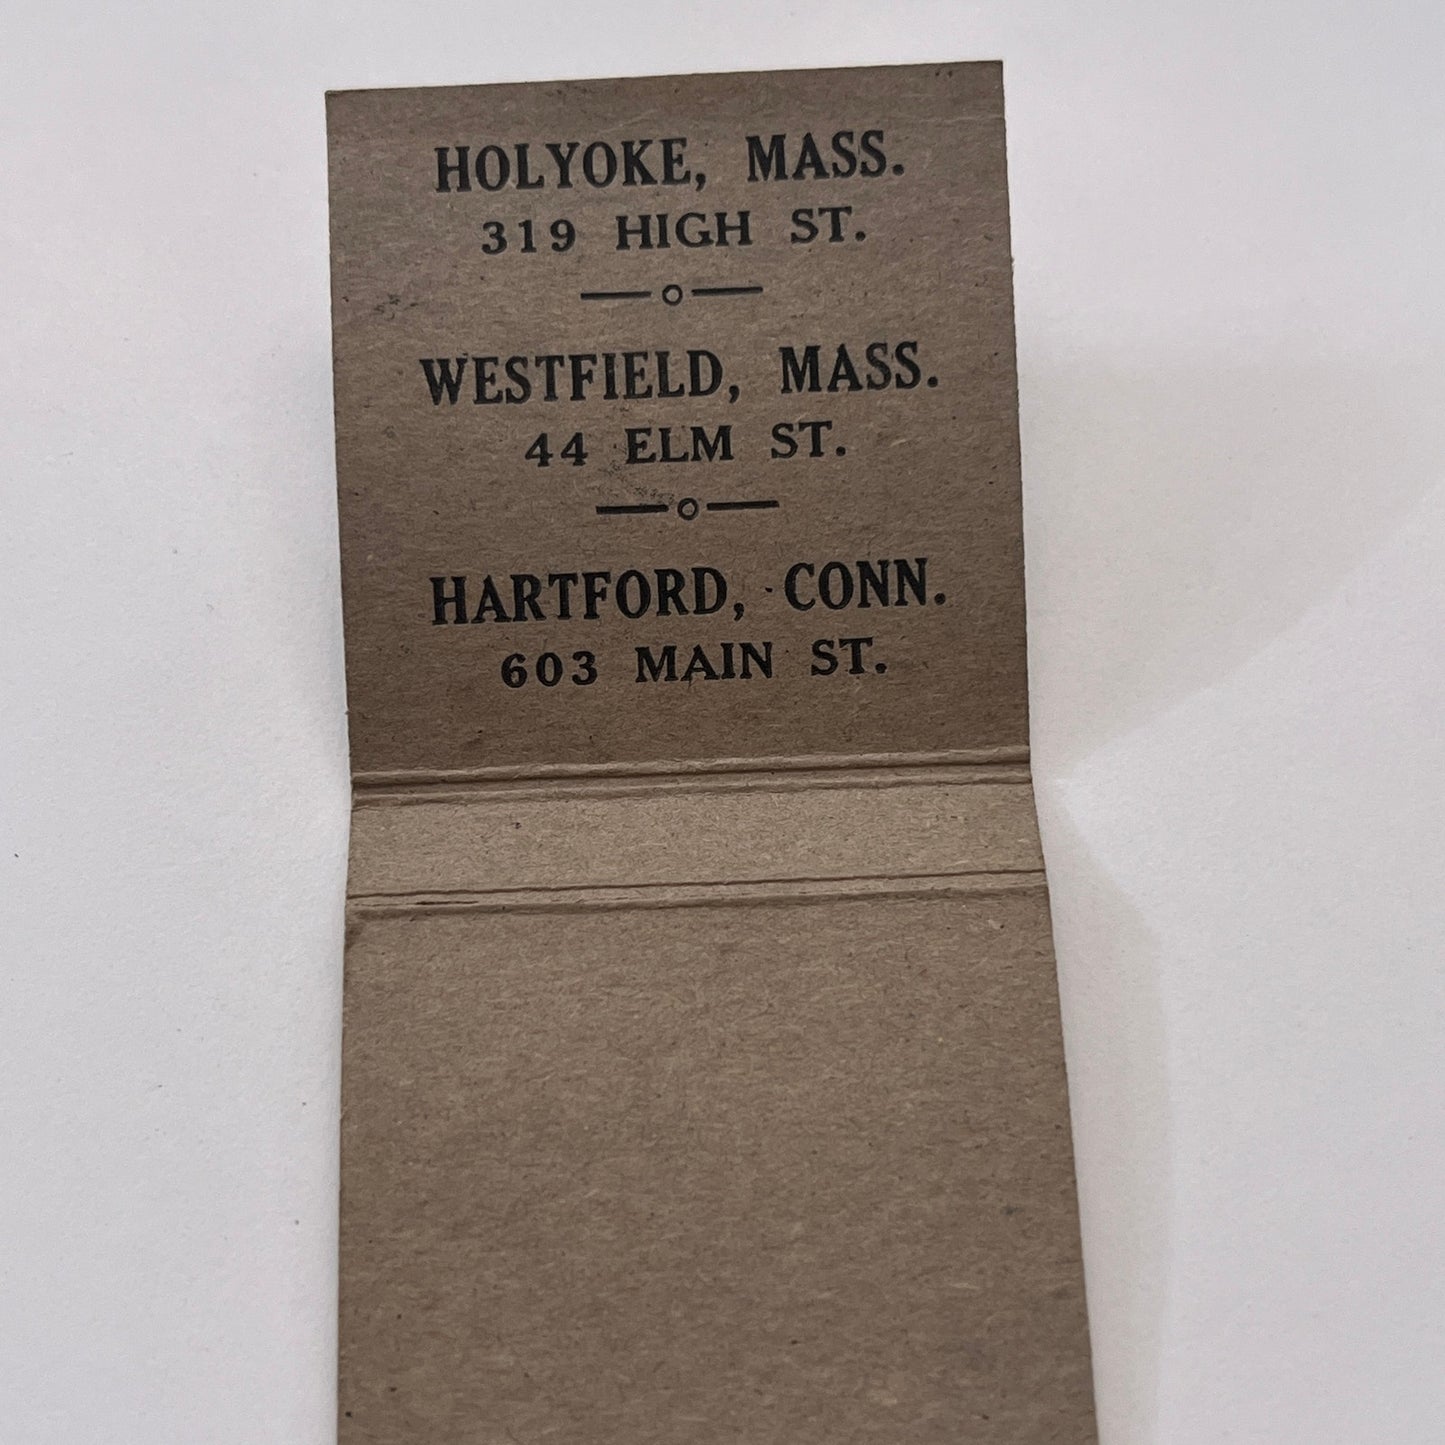 HOLYOKE, MASS.
319 HIGH ST.
WESTFIELD, MASS.
44 ELM ST.
HARTFORD, CONN.
603 MAIN ST.